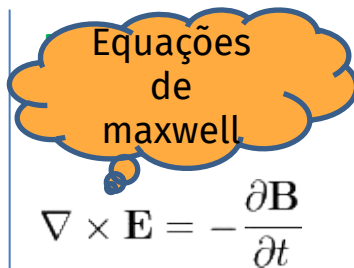 Equações
de
maxwell
∇ × E = − ∂B/∂t